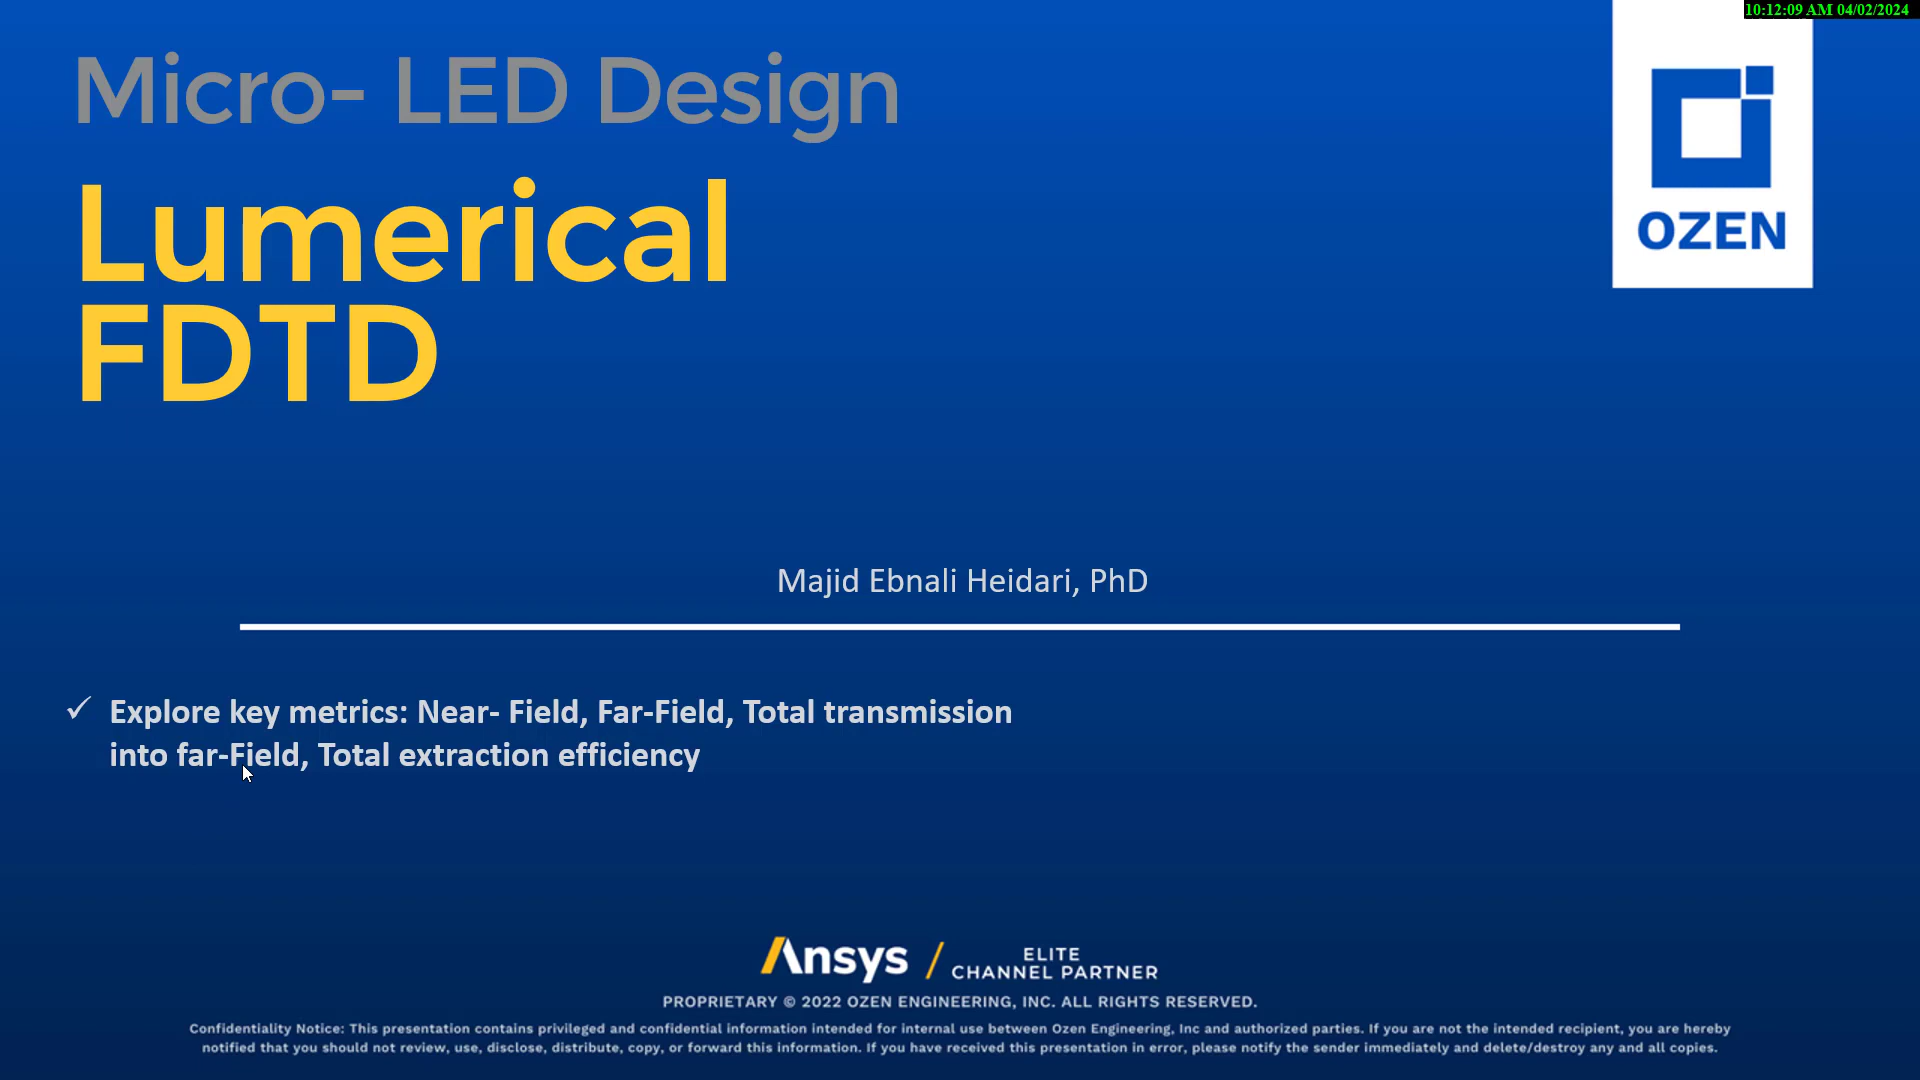 10:12:09 AM 04/02/2024
Micro- LED Design
Lumerical
FDTD
OZEN
Majid Ebnali Heidari, PhD
✓ Explore key metrics: Near- Field, Far-Field, Total transmission
into far-Field, Total extraction efficiency
Ansys / ELITE
CHANNEL PARTNER
PROPRIETARY © 2022 OZEN ENGINEERING, INC. ALL RIGHTS RESERVED.
Confidentiality Notice: This presentation contains privileged and confidential information intended for internal use between Ozen Engineering, Inc and authorized parties. If you are not the intended recipient, you are hereby
notified that you should not review, use, disclose, distribute, copy, or forward this information. If you have received this presentation in error, please notify the sender immediately and delete/destroy any and all copies.